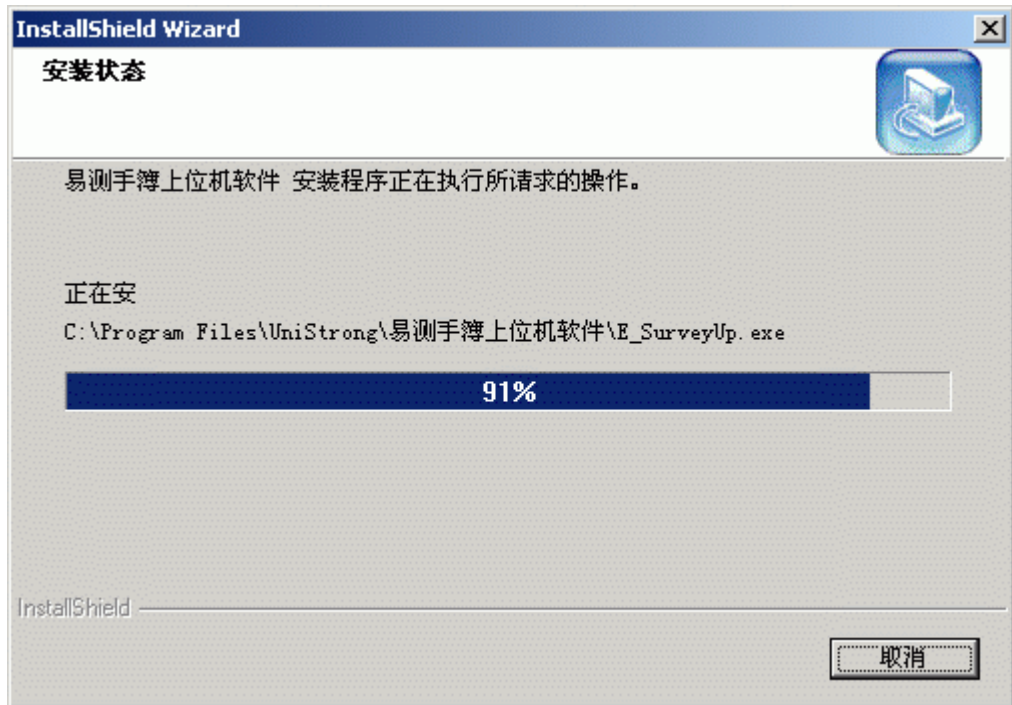 InstallShield Wizard
安装状态
易测手簿上位机软件 安装程序正在执行所请求的操作。
正在安
C:\Program Files\UniStrong\易测手簿上位机软件\E_SurveyUp.exe
91%
InstallShield
取消